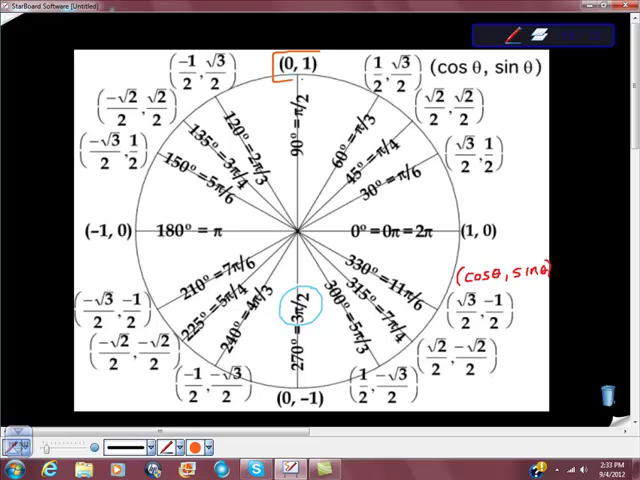 StarBoard Software [Untitled]
(0, 1)
(-1/2, √3/2)
(1/2, √3/2)
(cos θ, sin θ)
(-√2/2, √2/2)
(√2/2, √2/2)
(-√3/2, 1/2)
(√3/2, 1/2)
90° = π/2
120° = 2π/3
60° = π/3
135° = 3π/4
45° = π/4
150° = 5π/6
30° = π/6
(-1, 0)
180° = π
0° = 0π = 2π
(1, 0)
210° = 7π/6
330° = 11π/6
(cosθ, sinθ)
225° = 5π/4
315° = 7π/4
240° = 4π/3
300° = 5π/3
270° = 3π/2
(-√3/2, -1/2)
(√3/2, -1/2)
(-√2/2, -√2/2)
(√2/2, -√2/2)
(-1/2, -√3/2)
(0, -1)
(1/2, -√3/2)
2:33 PM
9/4/2012